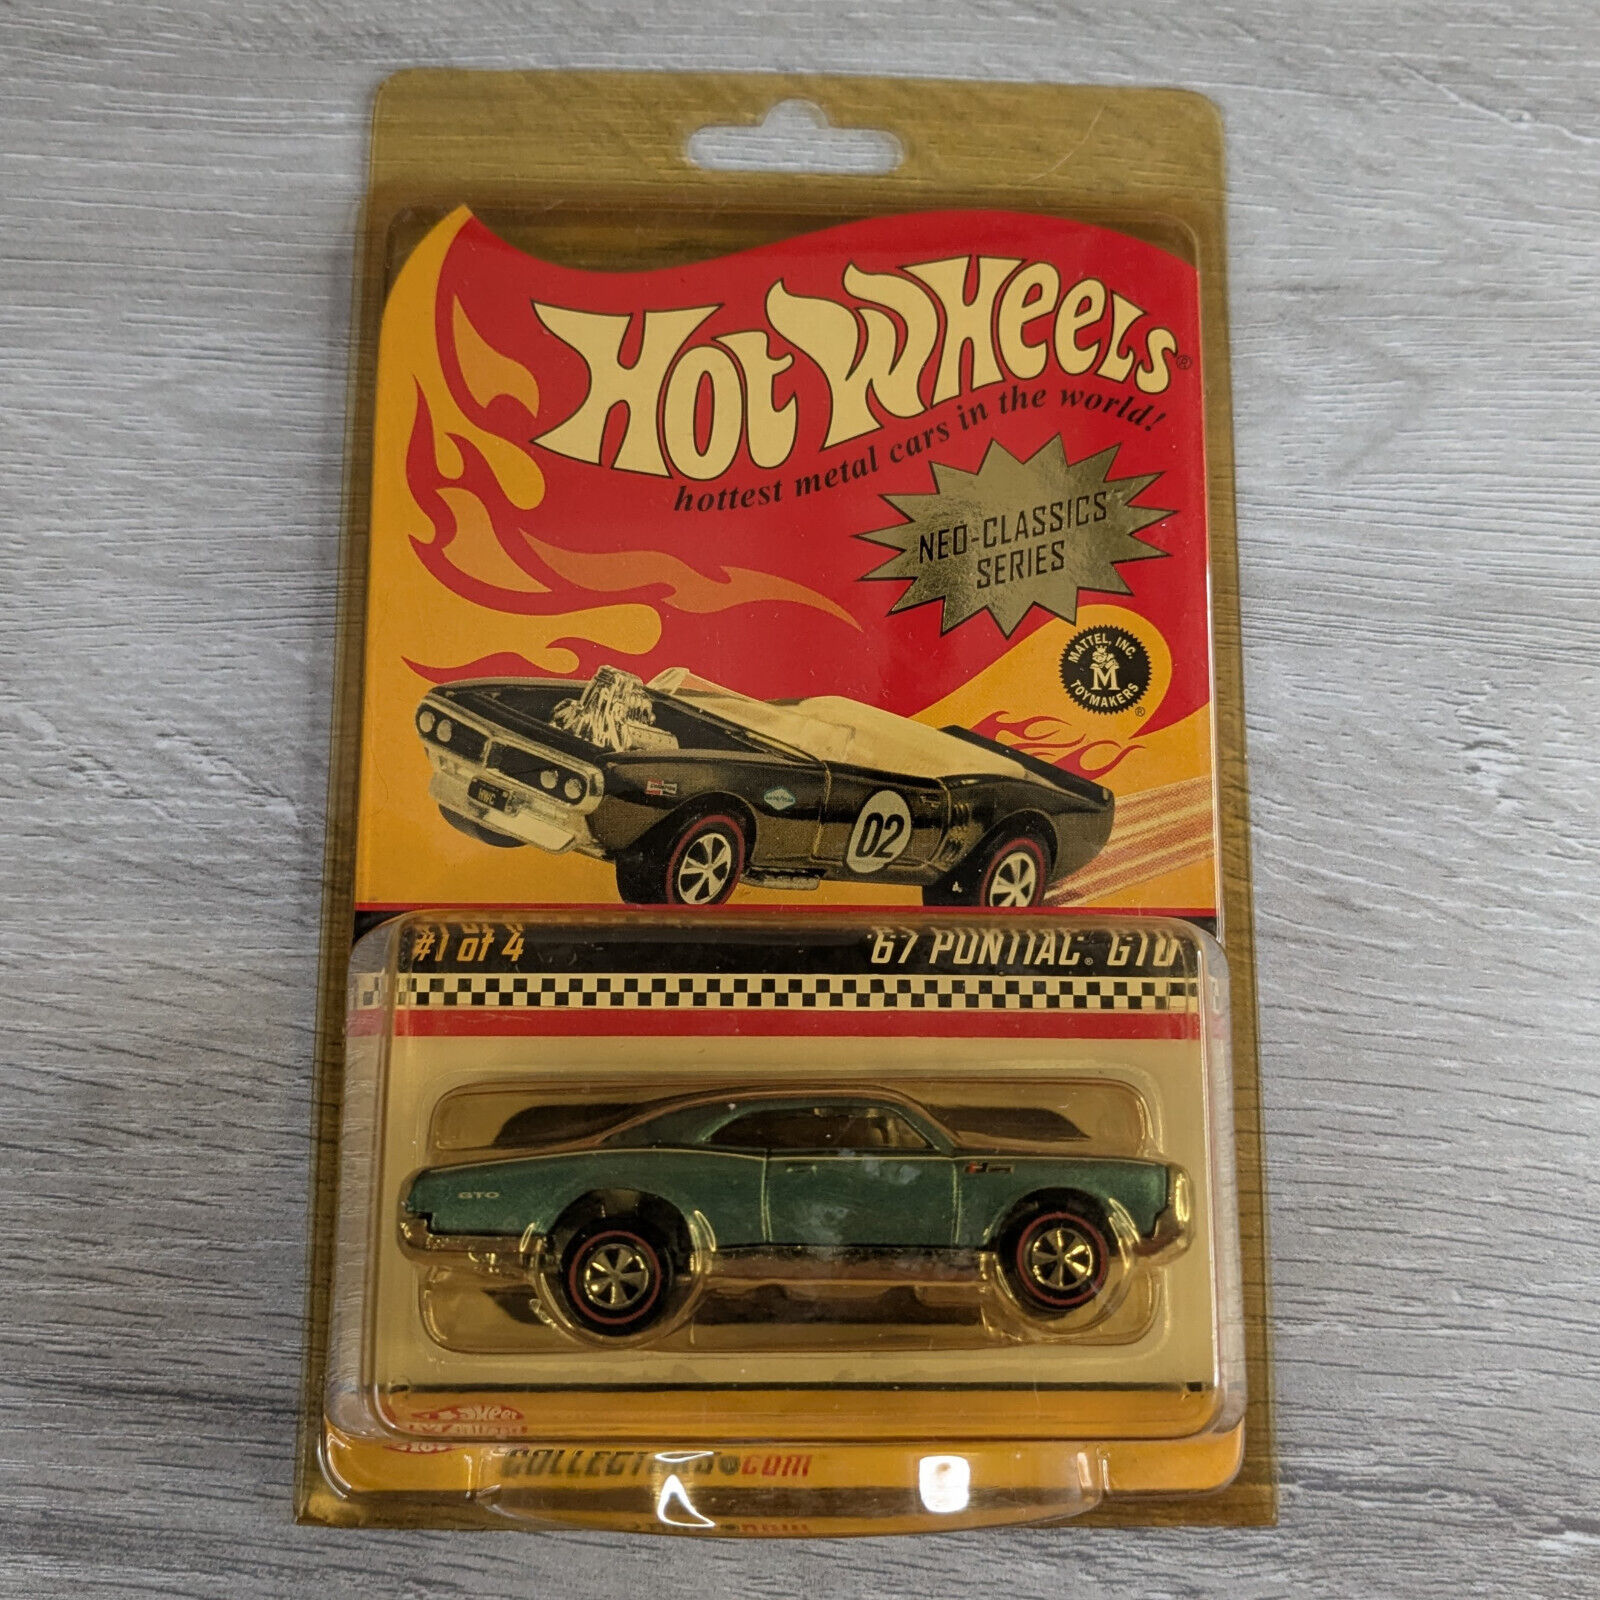 HOT WHEELS®
hottest metal cars in the world!
NEO-CLASSICS
SERIES
MATTEL, INC.
M
TOYMAKERS
®
HWC
02
#1 of 4
'67 PONTIAC® GTO
GTO
COLLECTORS.COM